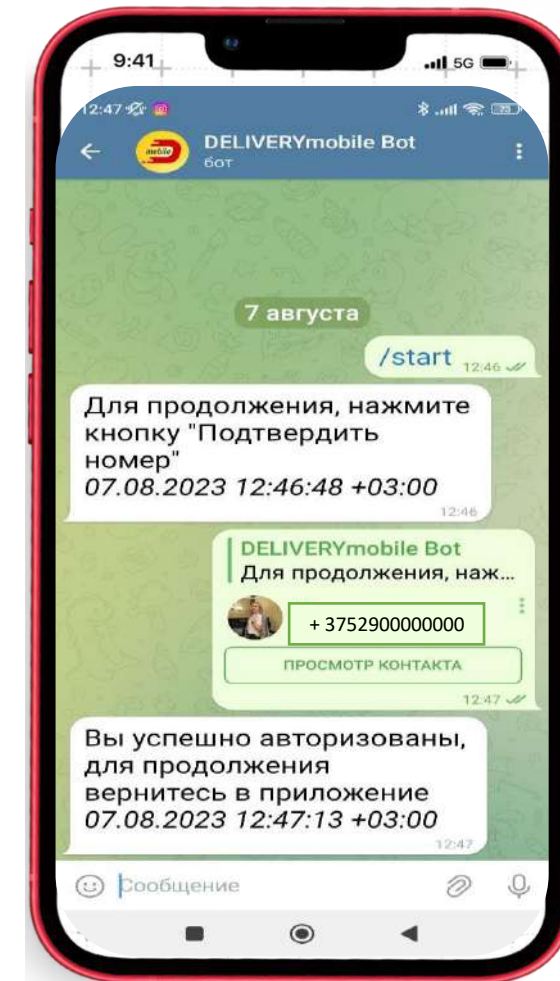 9:41
5G
12:47
25
mobile
DELIVERYmobile Bot
бот
7 августа
/start 12:46
Для продолжения, нажмите
кнопку "Подтвердить
номер"
07.08.2023 12:46:48 +03:00
12:46
DELIVERYmobile Bot
Для продолжения, наж...
+ 3752900000000
ПРОСМОТР КОНТАКТА
12:47
Вы успешно авторизованы,
для продолжения
вернитесь в приложение
07.08.2023 12:47:13 +03:00
12:47
Сообщение